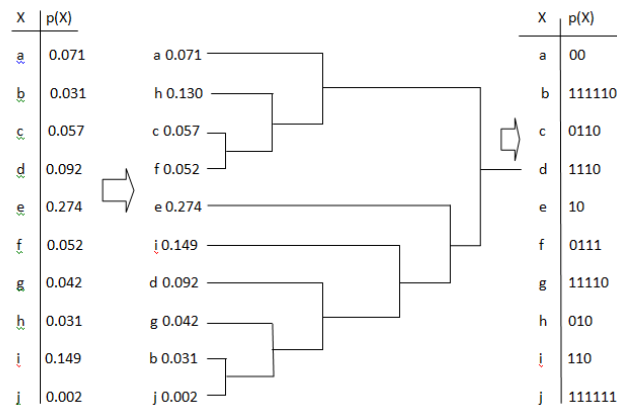 X p(X) X p(X)
a 0.071 a 0.071 a 00
b 0.031 h 0.130 b 111110
c 0.057 c 0.057 c 0110
d 0.092 f 0.052 d 1110
e 0.274 e 0.274 e 10
f 0.052 i 0.149 f 0111
g 0.042 d 0.092 g 11110
h 0.031 g 0.042 h 010
i 0.149 b 0.031 i 110
j 0.002 j 0.002 j 111111